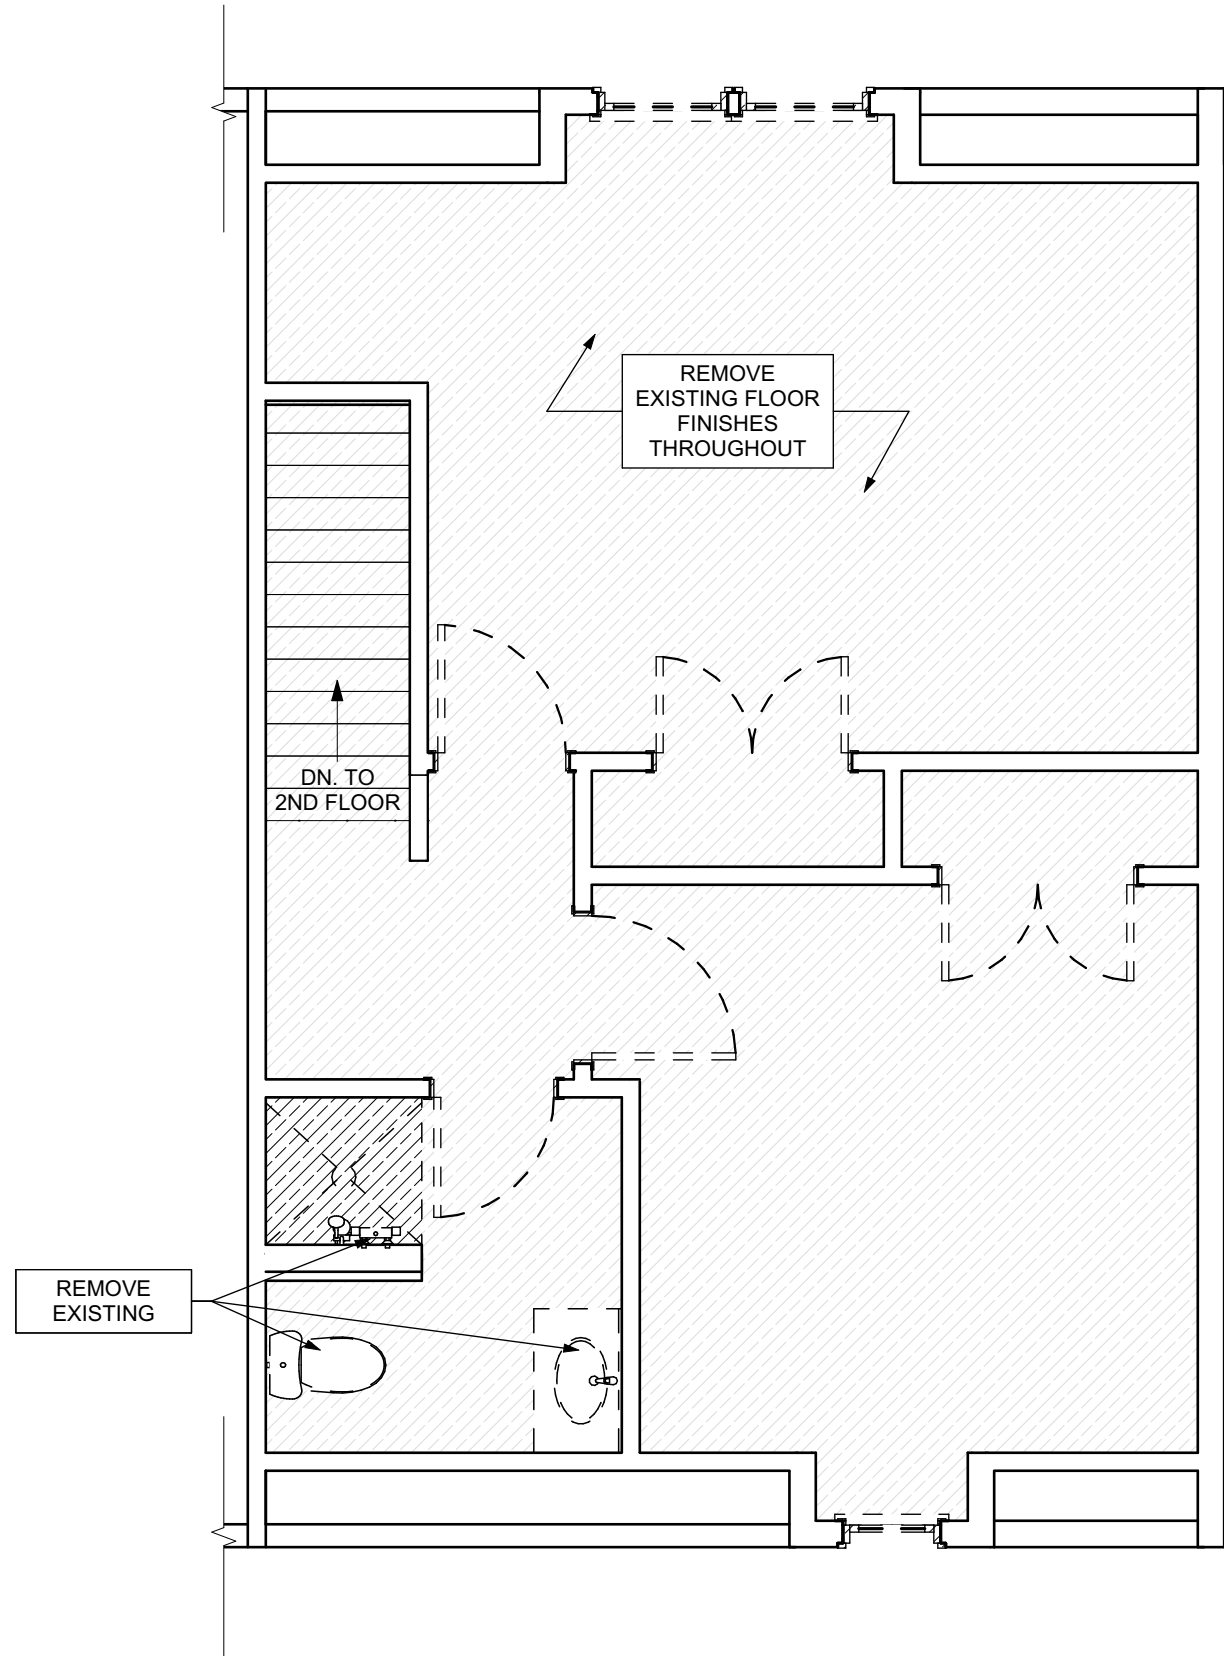 REMOVE
EXISTING FLOOR
FINISHES
THROUGHOUT
DN. TO
2ND FLOOR
REMOVE
EXISTING